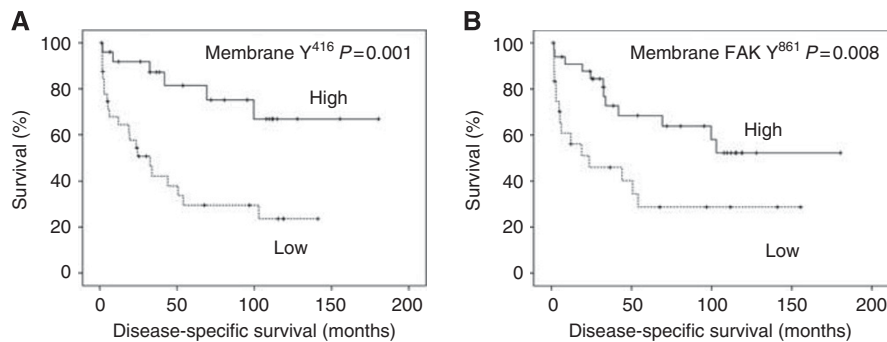 A
Membrane Y⁴¹⁶ P=0.001
Survival (%)
100
80
60
40
20
0
High
Low
0 50 100 150 200
Disease-specific survival (months)
B
Membrane FAK Y⁸⁶¹ P=0.008
Survival (%)
100
80
60
40
20
0
High
Low
0 50 100 150 200
Disease-specific survival (months)